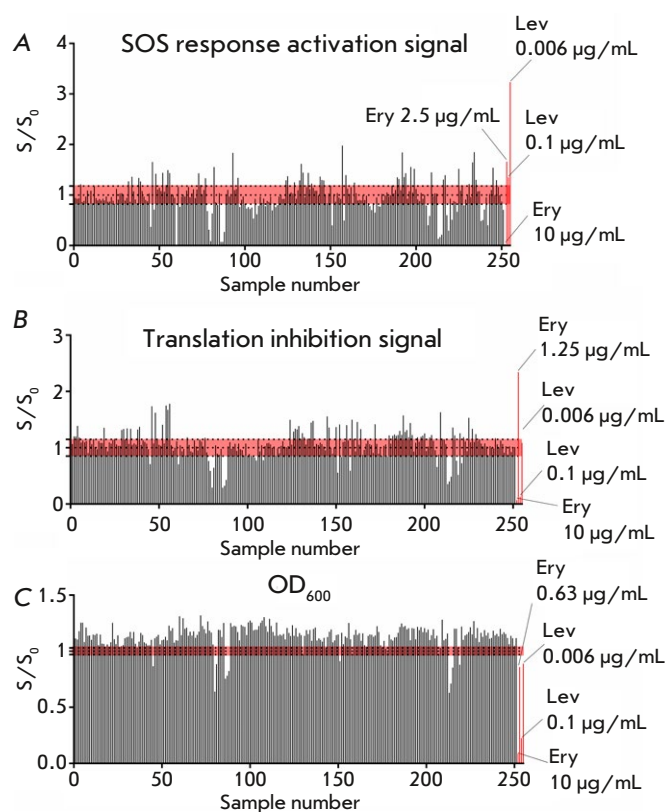 A
SOS response activation signal
Lev
0.006 µg/mL
Ery 2.5 µg/mL
Lev
0.1 µg/mL
Ery
10 µg/mL
S/S0
4
3
2
1
0
0
50
100
150
200
250
Sample number
B
Translation inhibition signal
Ery
1.25 µg/mL
Lev
0.006 µg/mL
Lev
0.1 µg/mL
Ery
10 µg/mL
S/S0
3
2
1
0
0
50
100
150
200
250
Sample number
C
OD600
Ery
0.63 µg/mL
Lev
0.006 µg/mL
Lev
0.1 µg/mL
Ery
10 µg/mL
S/S0
1.5
1
0.5
0.0
0
50
100
150
200
250
Sample number